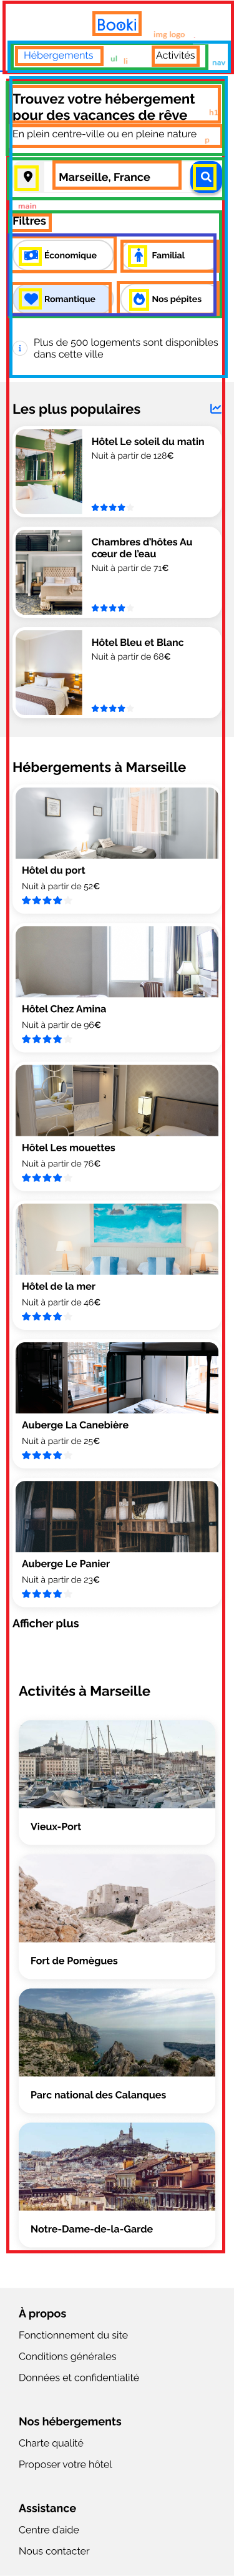 Booki
img logo
Hébergements
ul
li
Activités
nav
Trouvez votre hébergement
pour des vacances de rêve
h1
En plein centre-ville ou en pleine nature
p
Marseille, France
main
Filtres
Économique
Familial
Romantique
Nos pépites
Plus de 500 logements sont disponibles
dans cette ville
Les plus populaires
Hôtel Le soleil du matin
Nuit à partir de 128€
Chambres d'hôtes Au
cœur de l'eau
Nuit à partir de 71€
Hôtel Bleu et Blanc
Nuit à partir de 68€
Hébergements à Marseille
Hôtel du port
Nuit à partir de 52€
Hôtel Chez Amina
Nuit à partir de 96€
Hôtel Les mouettes
Nuit à partir de 76€
Hôtel de la mer
Nuit à partir de 46€
Auberge La Canebière
Nuit à partir de 25€
Auberge Le Panier
Nuit à partir de 23€
Afficher plus
Activités à Marseille
Vieux-Port
Fort de Pomègues
Parc national des Calanques
Notre-Dame-de-la-Garde
À propos
Fonctionnement du site
Conditions générales
Données et confidentialité
Nos hébergements
Charte qualité
Proposer votre hôtel
Assistance
Centre d'aide
Nous contacter